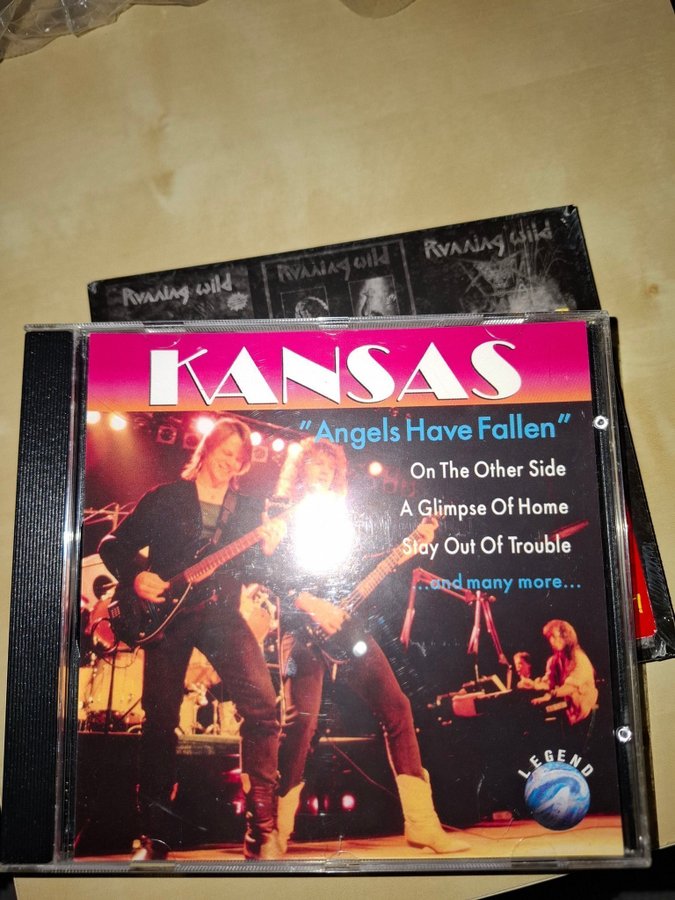 Running Wild
Running Wild
Running Wild
KANSAS
"Angels Have Fallen"
On The Other Side
A Glimpse Of Home
Stay Out Of Trouble
...and many more...
LEGEND